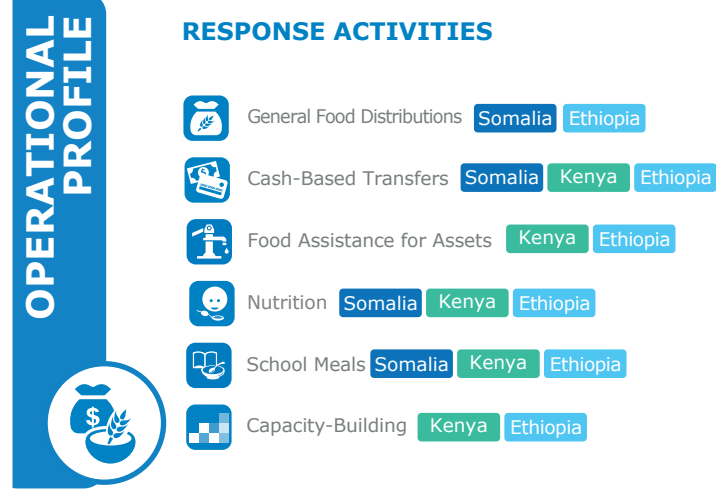 OPERATIONAL
PROFILE
RESPONSE ACTIVITIES
General Food Distributions Somalia Ethiopia
Cash-Based Transfers Somalia Kenya Ethiopia
Food Assistance for Assets Kenya Ethiopia
Nutrition Somalia Kenya Ethiopia
School Meals Somalia Kenya Ethiopia
Capacity-Building Kenya Ethiopia
$